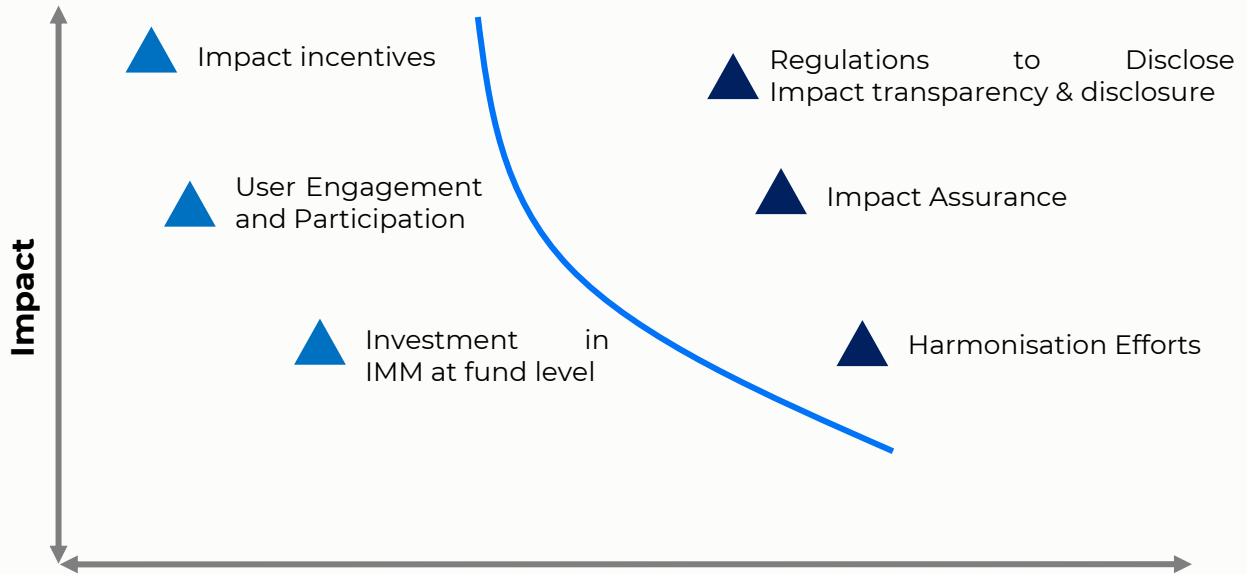 Impact incentives
Regulations to Disclose
Impact transparency & disclosure
User Engagement
and Participation
Impact Assurance
Impact
Investment in
IMM at fund level
Harmonisation Efforts